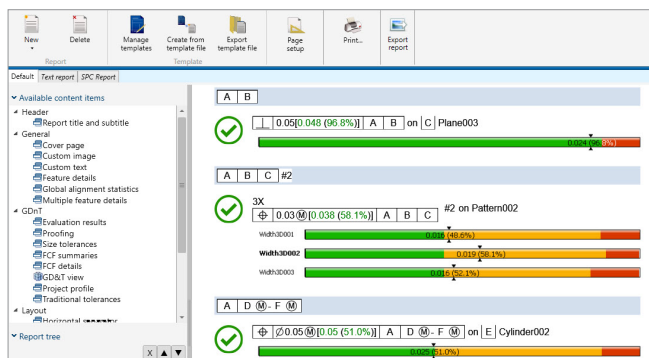 New
Delete
Manage templates
Create from template file
Export template file
Page setup
Print...
Export report
Report
Template
Default
Text report
SPC Report
Available content items
Header
Report title and subtitle
General
Cover page
Custom image
Custom text
Feature details
Global alignment statistics
Multiple feature details
GDnT
Evaluation results
Proofing
Size tolerances
FCF summaries
FCF details
GD&T view
Project profile
Traditional tolerances
Layout
Report tree
X ▲ ▼
A B
⊥ 0.05[0.048 (96.8%)] A B on C Plane003
0.024 (96.8%)
A B C #2
3X
⌖ 0.03Ⓜ[0.038 (58.1%)] A B C #2 on Pattern002
Width3D001 0.016 (48.6%)
Width3D002 0.019 (58.1%)
Width3D003 0.016 (52.1%)
A D Ⓜ- F Ⓜ
⌖ Ø0.05Ⓜ[0.05 (51.0%)] A D Ⓜ- F Ⓜ on E Cylinder002
0.025 (51.0%)